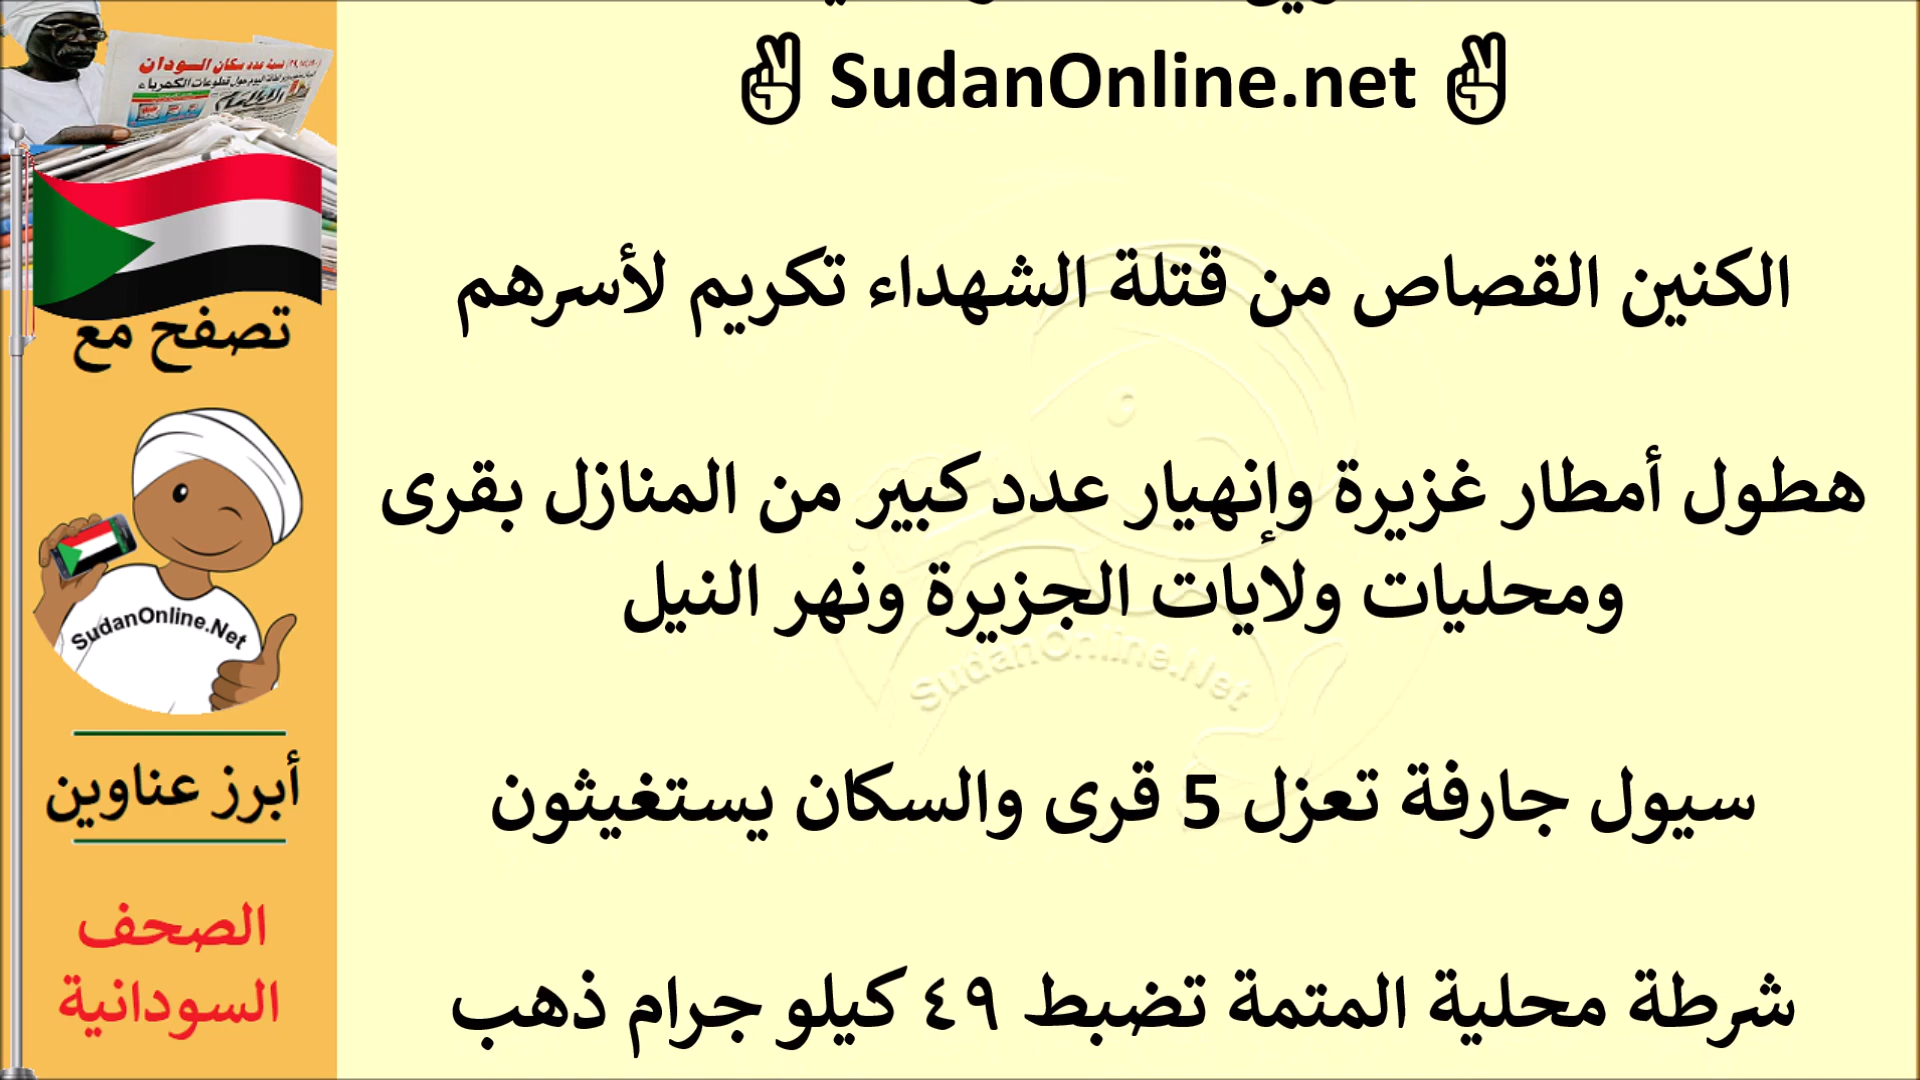 ✌ SudanOnline.net ✌
الكنين القصاص من قتلة الشهداء تكريم لأسرهم
هطول أمطار غزيرة وإنهيار عدد كبير من المنازل بقرى
ومحليات ولايات الجزيرة ونهر النيل
سيول جارفة تعزل 5 قرى والسكان يستغيثون
شرطة محلية المتمة تضبط ٤٩ كيلو جرام ذهب
تصفح مع
SudanOnline.Net
أبرز عناوين
الصحف
السودانية
SudanOnline.Net